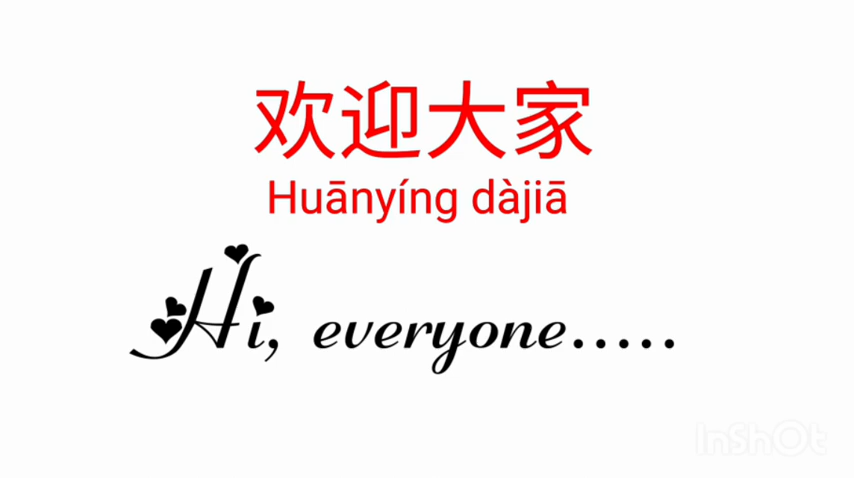 欢迎大家
Huānyíng dàjiā
Hi, everyone.....
InShOt